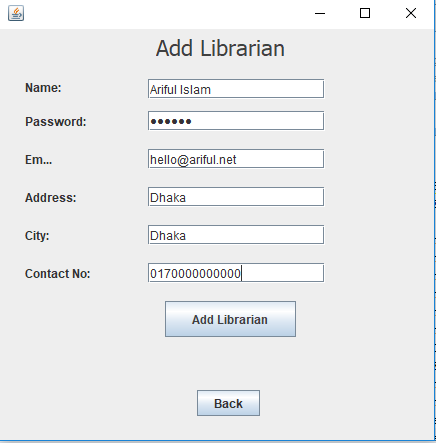 Add Librarian
Name: Ariful Islam
Password: ●●●●●●
Em... hello@ariful.net
Address: Dhaka
City: Dhaka
Contact No: 0170000000000
Add Librarian
Back